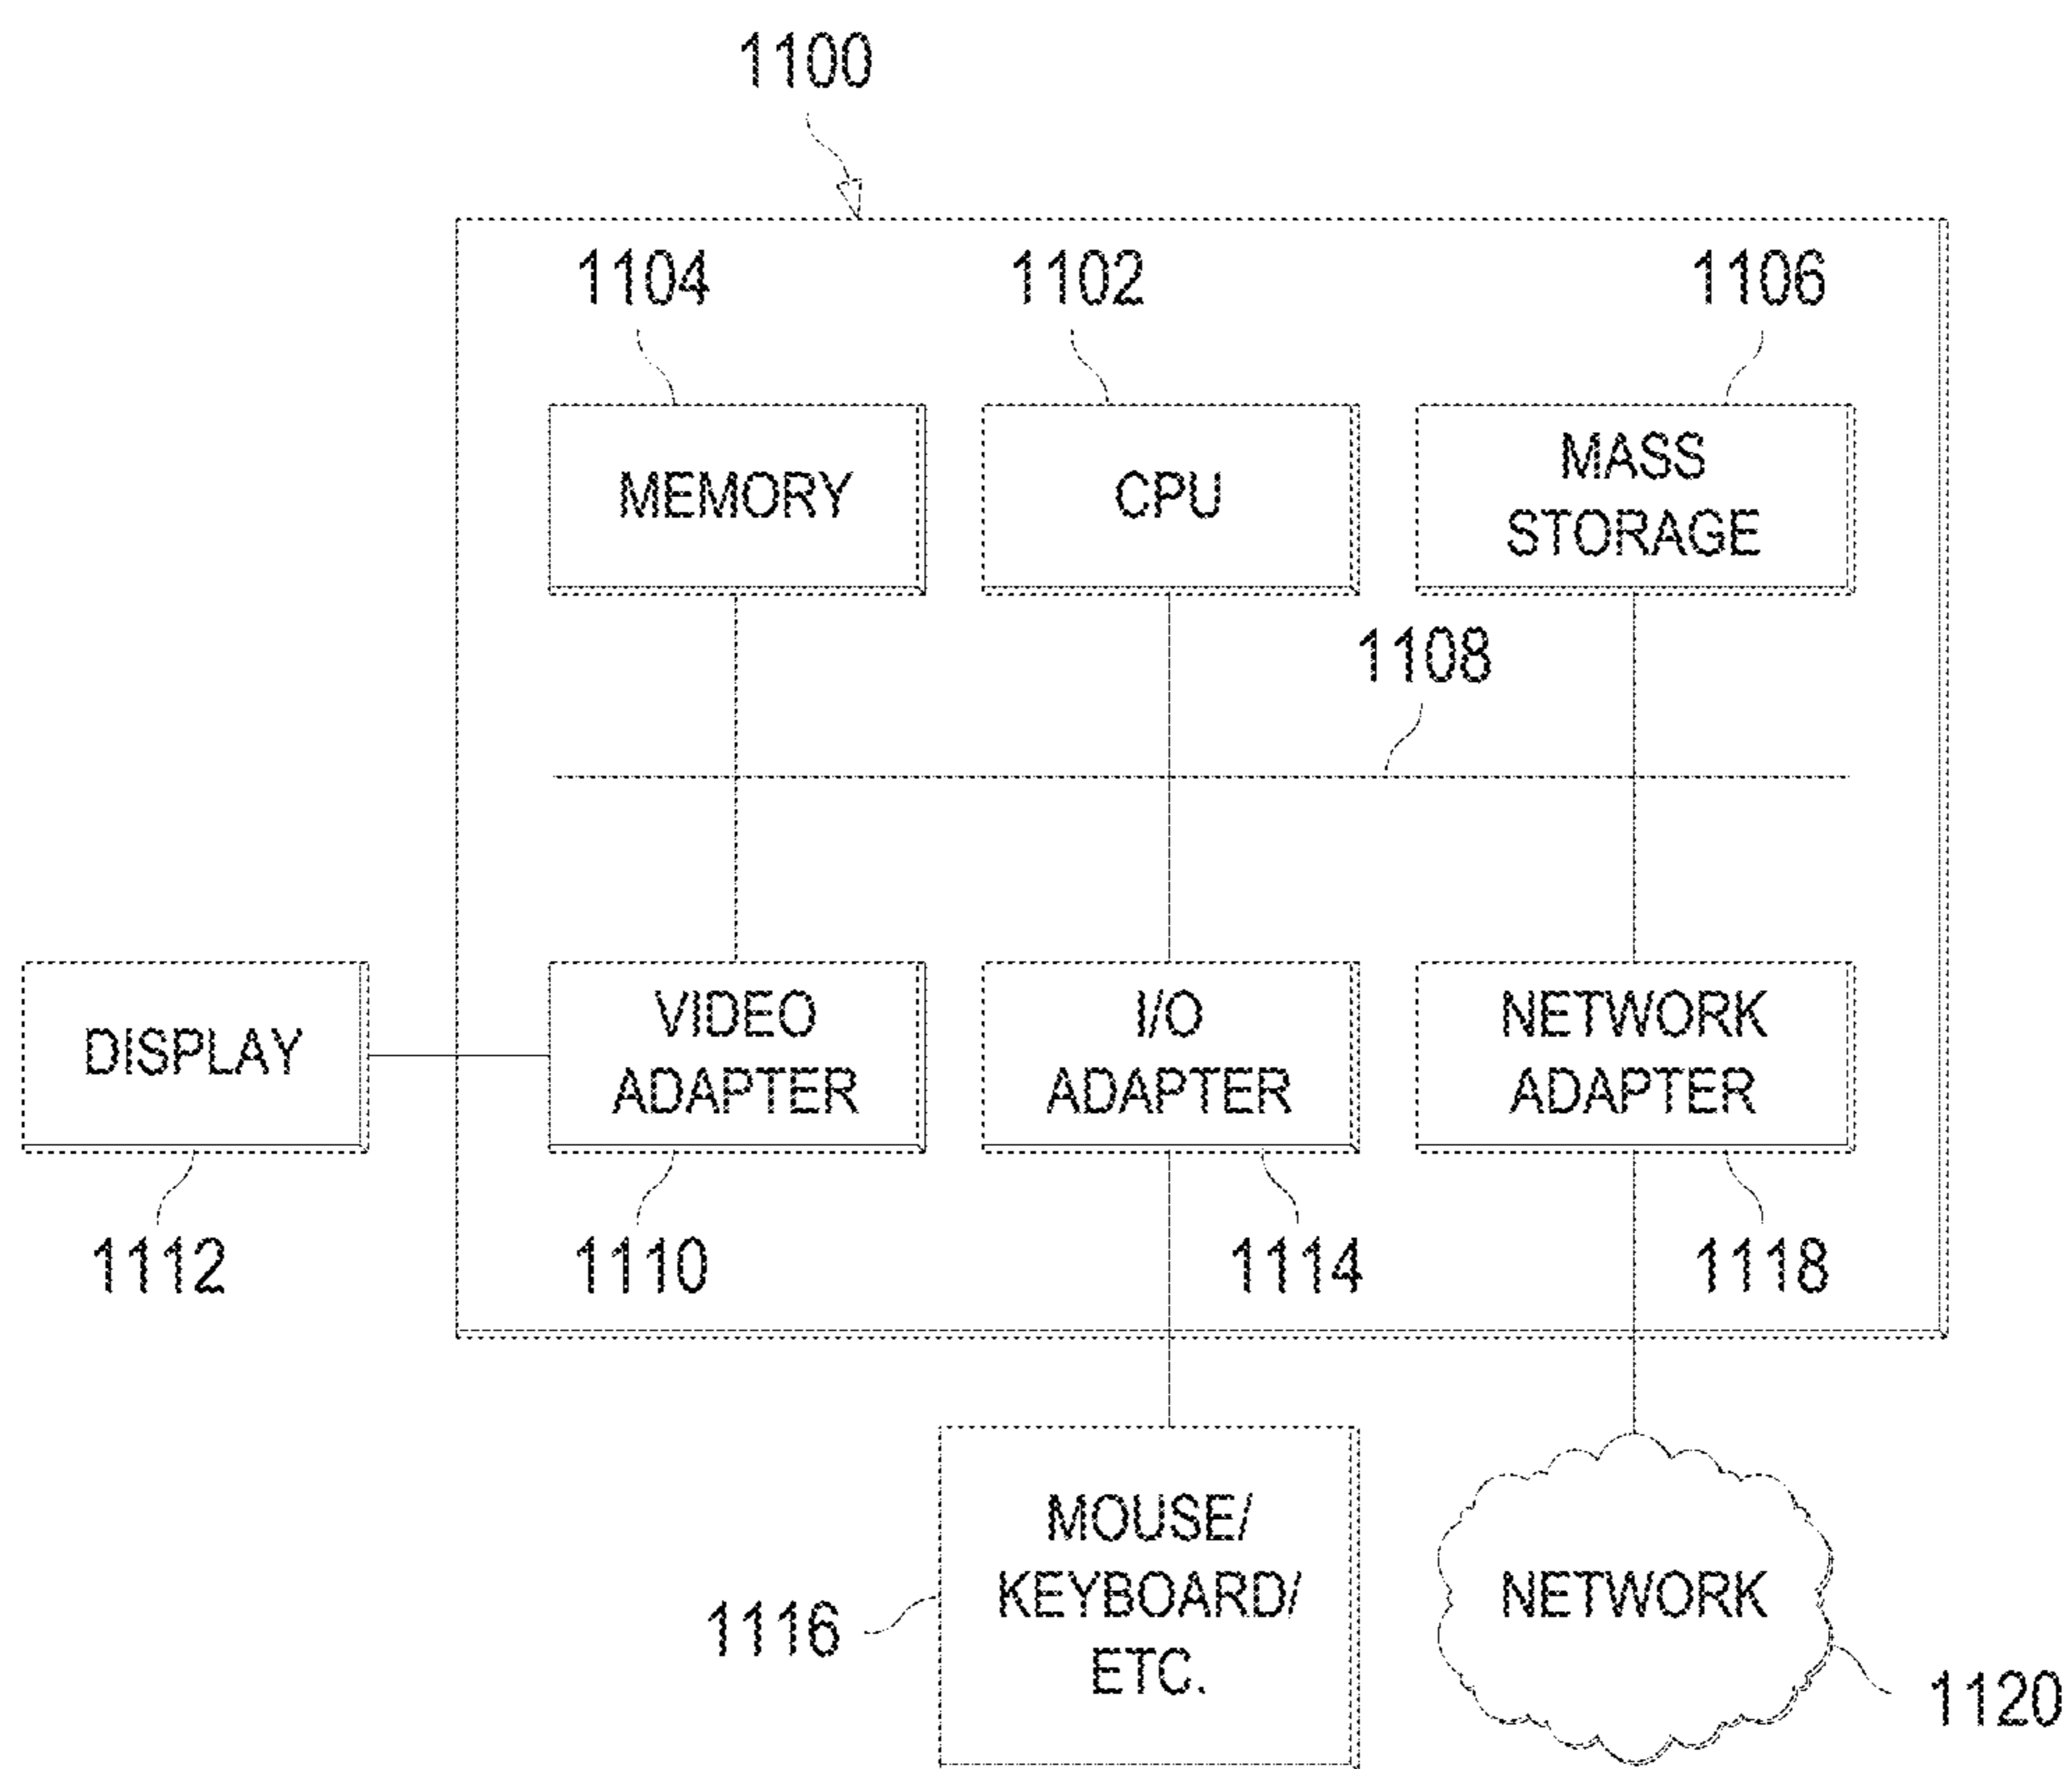 1100
1104
1102
1106
MEMORY
CPU
MASS
STORAGE
1108
DISPLAY
VIDEO
ADAPTER
I/O
ADAPTER
NETWORK
ADAPTER
1112
1110
1114
1118
MOUSE/
KEYBOARD/
ETC.
1116
NETWORK
1120